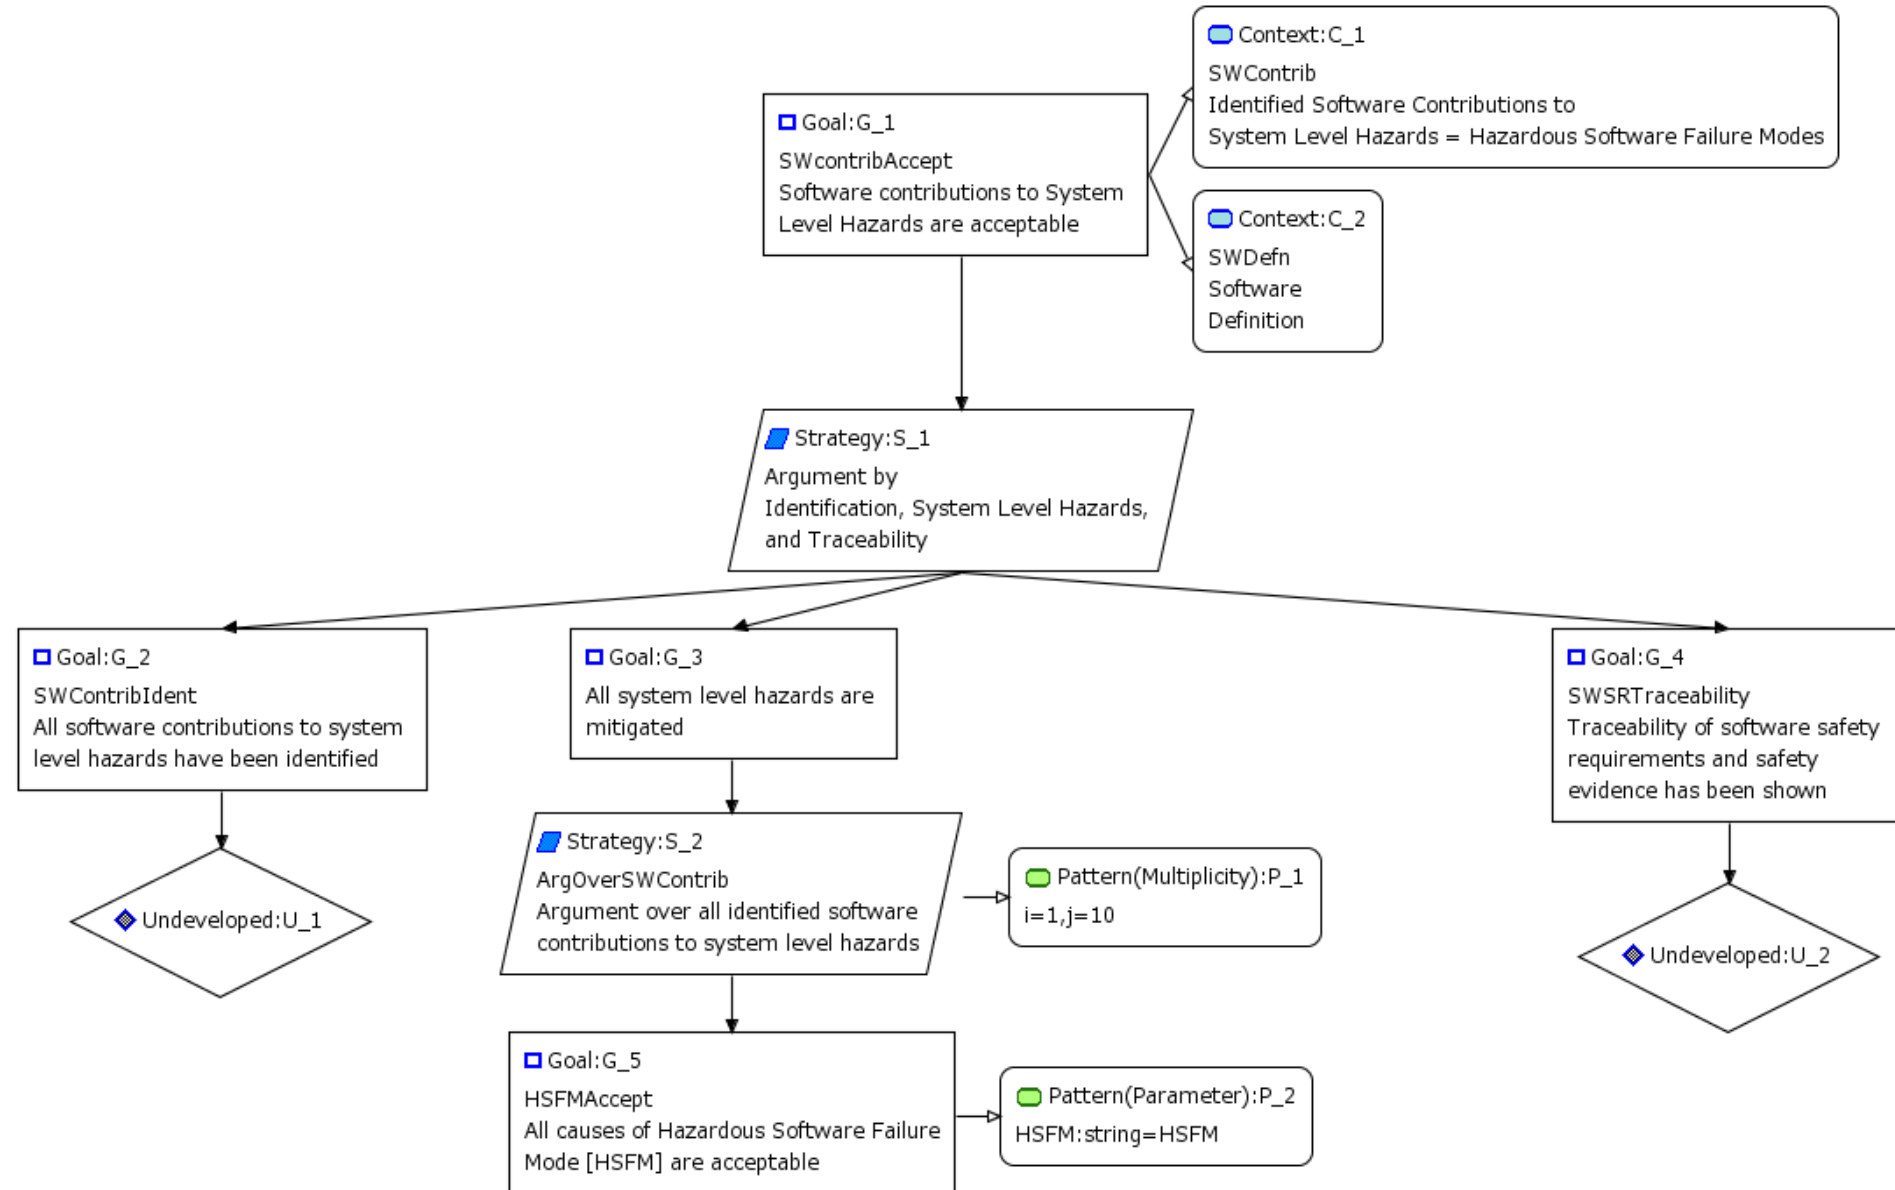 Context:C_1
SWContrib
Identified Software Contributions to
System Level Hazards = Hazardous Software Failure Modes
Goal:G_1
SWcontribAccept
Software contributions to System
Level Hazards are acceptable
Context:C_2
SWDefn
Software
Definition
Strategy:S_1
Argument by
Identification, System Level Hazards,
and Traceability
Goal:G_2
SWContribIdent
All software contributions to system
level hazards have been identified
Goal:G_3
All system level hazards are
mitigated
Goal:G_4
SWSRTraceability
Traceability of software safety
requirements and safety
evidence has been shown
Undeveloped:U_1
Strategy:S_2
ArgOverSWContrib
Argument over all identified software
contributions to system level hazards
Pattern(Multiplicity):P_1
i=1,j=10
Undeveloped:U_2
Goal:G_5
HSFMAccept
All causes of Hazardous Software Failure
Mode [HSFM] are acceptable
Pattern(Parameter):P_2
HSFM:string=HSFM